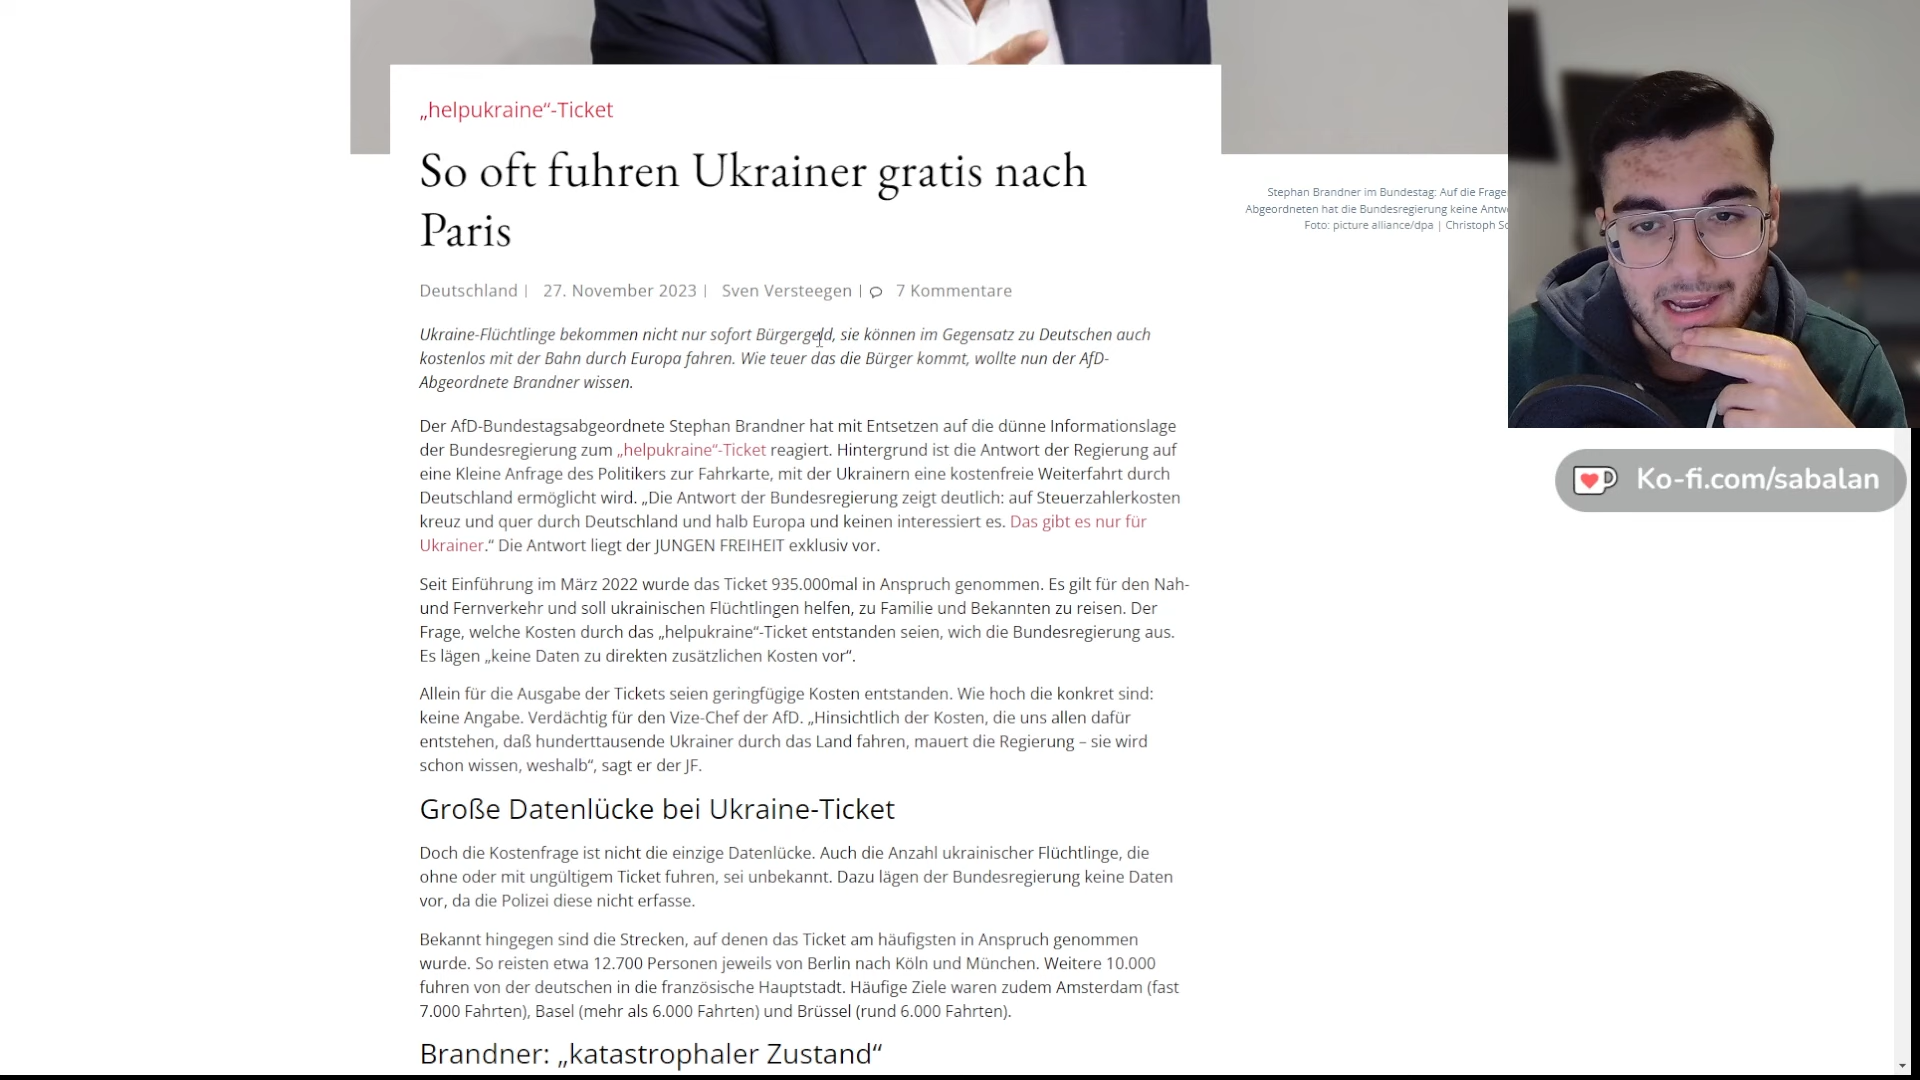 „helpukraine“-Ticket
So oft fuhren Ukrainer gratis nach
Paris
Stephan Brandner im Bundestag: Auf die Frage
Abgeordneten hat die Bundesregierung keine
Foto: picture alliance/dpa | Christoph
Deutschland | 27. November 2023 | Sven Versteegen | 7 Kommentare
Ukraine-Flüchtlinge bekommen nicht nur sofort Bürgergeld, sie können im Gegensatz zu Deutschen auch
kostenlos mit der Bahn durch Europa fahren. Wie teuer das die Bürger kommt, wollte nun der AfD-
Abgeordnete Brandner wissen.
Der AfD-Bundestagsabgeordnete Stephan Brandner hat mit Entsetzen auf die dünne Informationslage
der Bundesregierung zum „helpukraine“-Ticket reagiert. Hintergrund ist die Antwort der Regierung auf
eine Kleine Anfrage des Politikers zur Fahrkarte, mit der Ukrainern eine kostenfreie Weiterfahrt durch
Deutschland ermöglicht wird. „Die Antwort der Bundesregierung zeigt deutlich: auf Steuerzahlerkosten
kreuz und quer durch Deutschland und halb Europa und keinen interessiert es. Das gibt es nur für
Ukrainer.“ Die Antwort liegt der JUNGEN FREIHEIT exklusiv vor.
Seit Einführung im März 2022 wurde das Ticket 935.000mal in Anspruch genommen. Es gilt für den Nah-
und Fernverkehr und soll ukrainischen Flüchtlingen helfen, zu Familie und Bekannten zu reisen. Der
Frage, welche Kosten durch das „helpukraine“-Ticket entstanden seien, wich die Bundesregierung aus.
Es lägen „keine Daten zu direkten zusätzlichen Kosten vor“.
Allein für die Ausgabe der Tickets seien geringfügige Kosten entstanden. Wie hoch die konkret sind:
keine Angabe. Verdächtig für den Vize-Chef der AfD. „Hinsichtlich der Kosten, die uns allen dafür
entstehen, daß hunderttausende Ukrainer durch das Land fahren, mauert die Regierung – sie wird
schon wissen, weshalb“, sagt er der JF.
Große Datenlücke bei Ukraine-Ticket
Doch die Kostenfrage ist nicht die einzige Datenlücke. Auch die Anzahl ukrainischer Flüchtlinge, die
ohne oder mit ungültigem Ticket fuhren, sei unbekannt. Dazu lägen der Bundesregierung keine Daten
vor, da die Polizei diese nicht erfasse.
Bekannt hingegen sind die Strecken, auf denen das Ticket am häufigsten in Anspruch genommen
wurde. So reisten etwa 12.700 Personen jeweils von Berlin nach Köln und München. Weitere 10.000
fuhren von der deutschen in die französische Hauptstadt. Häufige Ziele waren zudem Amsterdam (fast
7.000 Fahrten), Basel (mehr als 6.000 Fahrten) und Brüssel (rund 6.000 Fahrten).
Brandner: „katastrophaler Zustand“
Ko-fi.com/sabalan